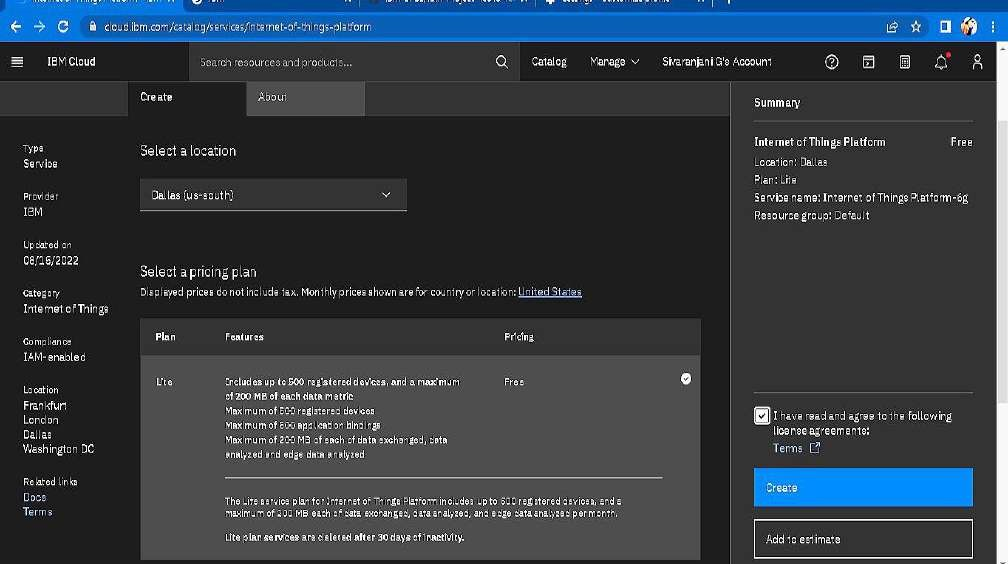 cloud.ibm.com/catalog/services/internet-of-things-platform
IBM Cloud
Search resources and products...
Catalog
Manage
Sivaranjani G's Account
Create
About
Type
Service
Provider
IBM
Updated on
08/16/2022
Category
Internet of Things
Compliance
IAM-enabled
Location
Frankfurt
London
Dallas
Washington DC
Related links
Docs
Terms
Select a location
Dallas (us-south)
Select a pricing plan
Displayed prices do not include tax. Monthly prices shown are for country or location: United States
Plan
Features
Pricing
Lite
Includes up to 500 registered devices, and a maximum
of 200 MB of each data metric
Maximum of 500 registered devices
Maximum of 500 application bindings
Maximum of 200 MB of each of data exchanged, data
analyzed and edge data analyzed
Free
The Lite service plan for Internet of Things Platform includes up to 500 registered devices, and a
maximum of 200 MB each of data exchanged, data analyzed, and edge data analyzed per month.
Lite plan services are deleted after 30 days of inactivity.
Summary
Internet of Things Platform Free
Location: Dallas
Plan: Lite
Service name: Internet of Things Platform-6g
Resource group: Default
I have read and agree to the following
license agreements:
Terms
Create
Add to estimate